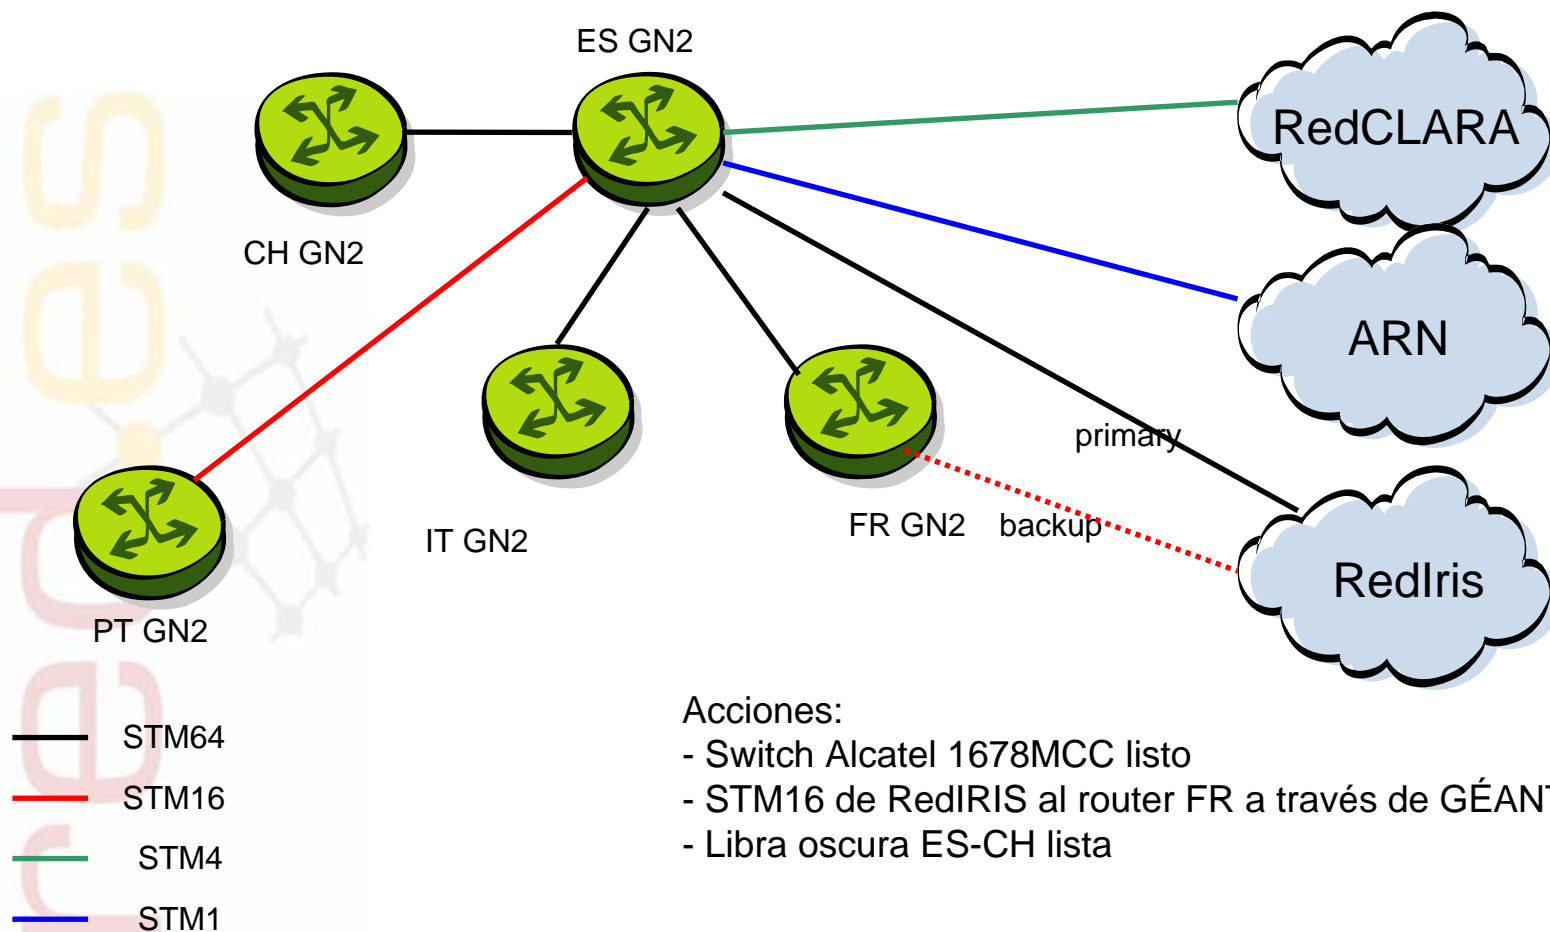 ES GN2
RedCLARA
CH GN2
ARN
primary
FR GN2
backup
IT GN2
RedIris
PT GN2
STM64
STM16
STM4
STM1
Acciones:
- Switch Alcatel 1678MCC listo
- STM16 de RedIRIS al router FR a través de GÉANT
- Libra oscura ES-CH lista
red.es